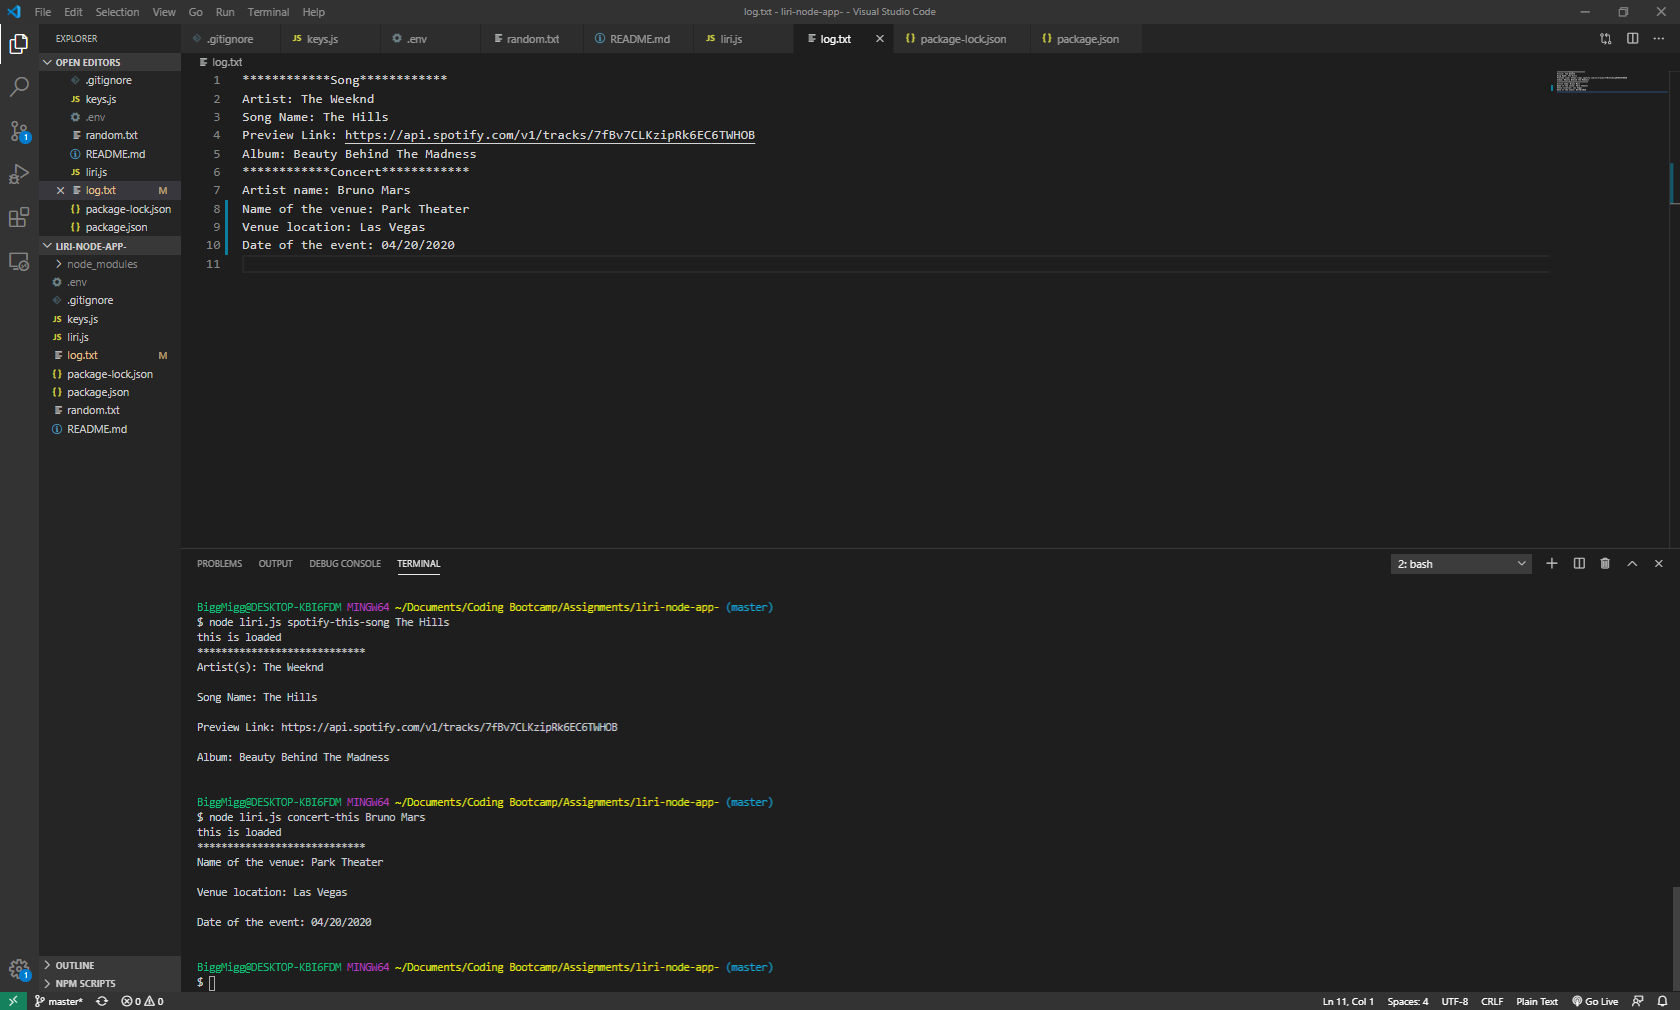 File Edit Selection View Go Run Terminal Help
log.txt - liri-node-app- - Visual Studio Code
EXPLORER
OPEN EDITORS
.gitignore
JS keys.js
.env
random.txt
README.md
JS liri.js
log.txt M
{} package-lock.json
{} package.json
LIRI-NODE-APP-
node_modules
.env
.gitignore
JS keys.js
JS liri.js
log.txt M
{} package-lock.json
{} package.json
random.txt
README.md
OUTLINE
NPM SCRIPTS
1
1
.gitignore JS keys.js .env random.txt README.md JS liri.js log.txt {} package-lock.json {} package.json
log.txt
1 ************Song************
2 Artist: The Weeknd
3 Song Name: The Hills
4 Preview Link: https://api.spotify.com/v1/tracks/7fBv7CLKzipRk6EC6TWHOB
5 Album: Beauty Behind The Madness
6 ************Concert************
7 Artist name: Bruno Mars
8 Name of the venue: Park Theater
9 Venue location: Las Vegas
10 Date of the event: 04/20/2020
11
PROBLEMS OUTPUT DEBUG CONSOLE TERMINAL
2: bash
BiggMigg@DESKTOP-KBI6FDM MINGW64 ~/Documents/Coding Bootcamp/Assignments/liri-node-app- (master)
$ node liri.js spotify-this-song The Hills
this is loaded
****************************
Artist(s): The Weeknd
Song Name: The Hills
Preview Link: https://api.spotify.com/v1/tracks/7fBv7CLKzipRk6EC6TWHOB
Album: Beauty Behind The Madness
BiggMigg@DESKTOP-KBI6FDM MINGW64 ~/Documents/Coding Bootcamp/Assignments/liri-node-app- (master)
$ node liri.js concert-this Bruno Mars
this is loaded
****************************
Name of the venue: Park Theater
Venue location: Las Vegas
Date of the event: 04/20/2020
BiggMigg@DESKTOP-KBI6FDM MINGW64 ~/Documents/Coding Bootcamp/Assignments/liri-node-app- (master)
$
master* 0 0
Ln 11, Col 1 Spaces: 4 UTF-8 CRLF Plain Text Go Live